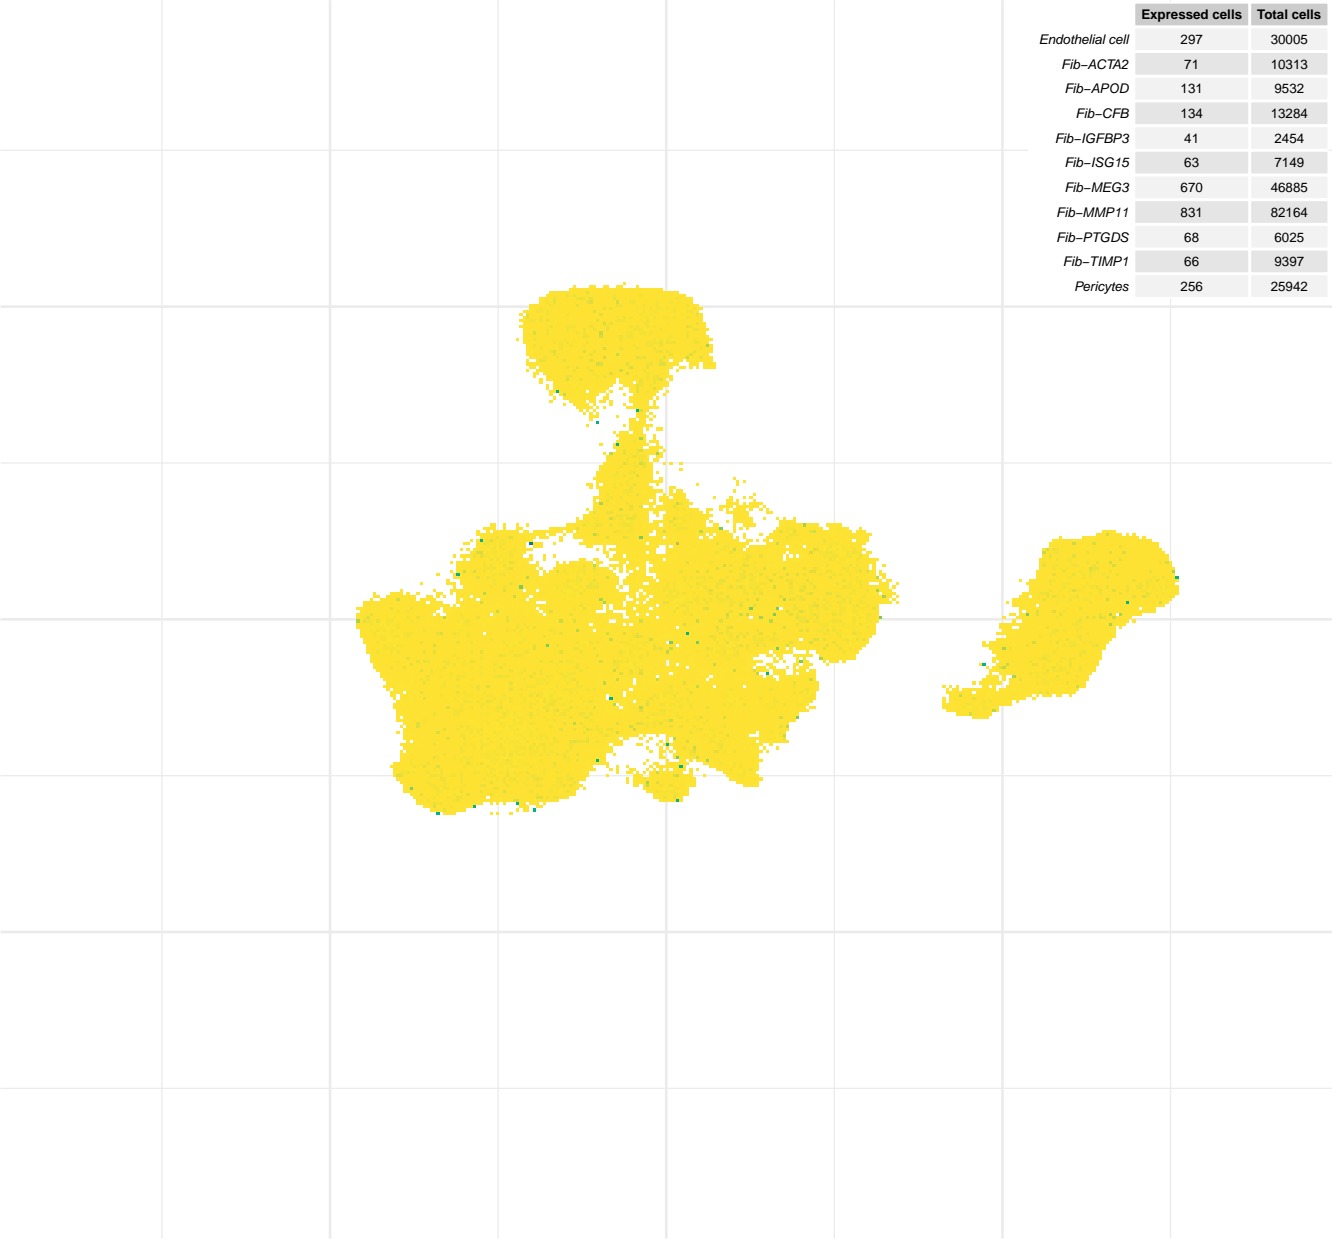 Expressed cells Total cells
Endothelial cell 297 30005
Fib−ACTA2 71 10313
Fib−APOD 131 9532
Fib−CFB 134 13284
Fib−IGFBP3 41 2454
Fib−ISG15 63 7149
Fib−MEG3 670 46885
Fib−MMP11 831 82164
Fib−PTGDS 68 6025
Fib−TIMP1 66 9397
Pericytes 256 25942